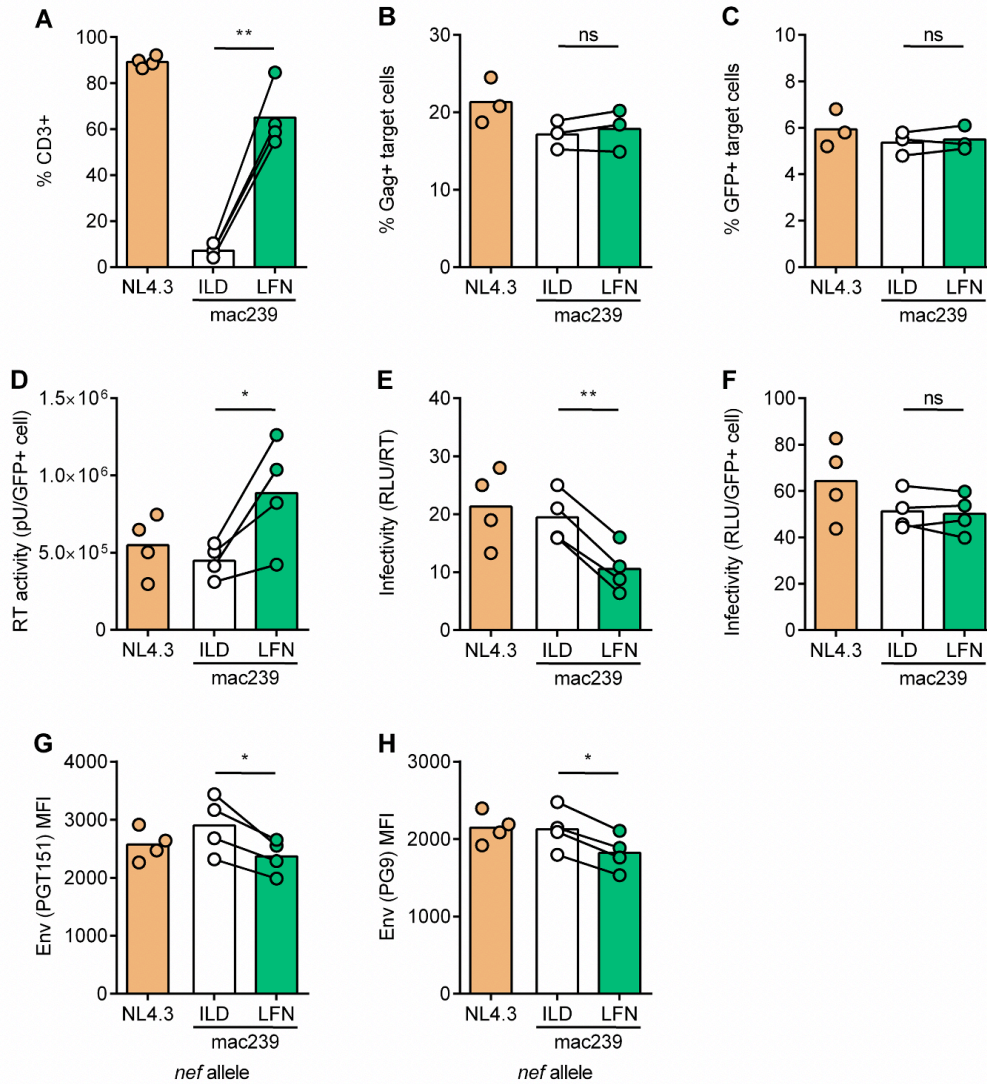 A
% CD3+
100
80
60
40
20
0
**
NL4.3
ILD
LFN
mac239
B
% Gag+ target cells
30
20
10
0
ns
NL4.3
ILD
LFN
mac239
C
% GFP+ target cells
10
8
6
4
2
0
ns
NL4.3
ILD
LFN
mac239
D
RT activity (pU/GFP+ cell)
1.5× 10⁶
1.0× 10⁶
5.0× 10⁵
0
*
NL4.3
ILD
LFN
mac239
E
Infectivity (RLU/RT)
40
30
20
10
0
**
NL4.3
ILD
LFN
mac239
F
Infectivity (RLU/GFP+ cell)
100
80
60
40
20
0
ns
NL4.3
ILD
LFN
mac239
G
Env (PGT151) MFI
4000
3000
2000
1000
0
*
NL4.3
ILD
LFN
mac239
nef allele
H
Env (PG9) MFI
3000
2000
1000
0
*
NL4.3
ILD
LFN
mac239
nef allele